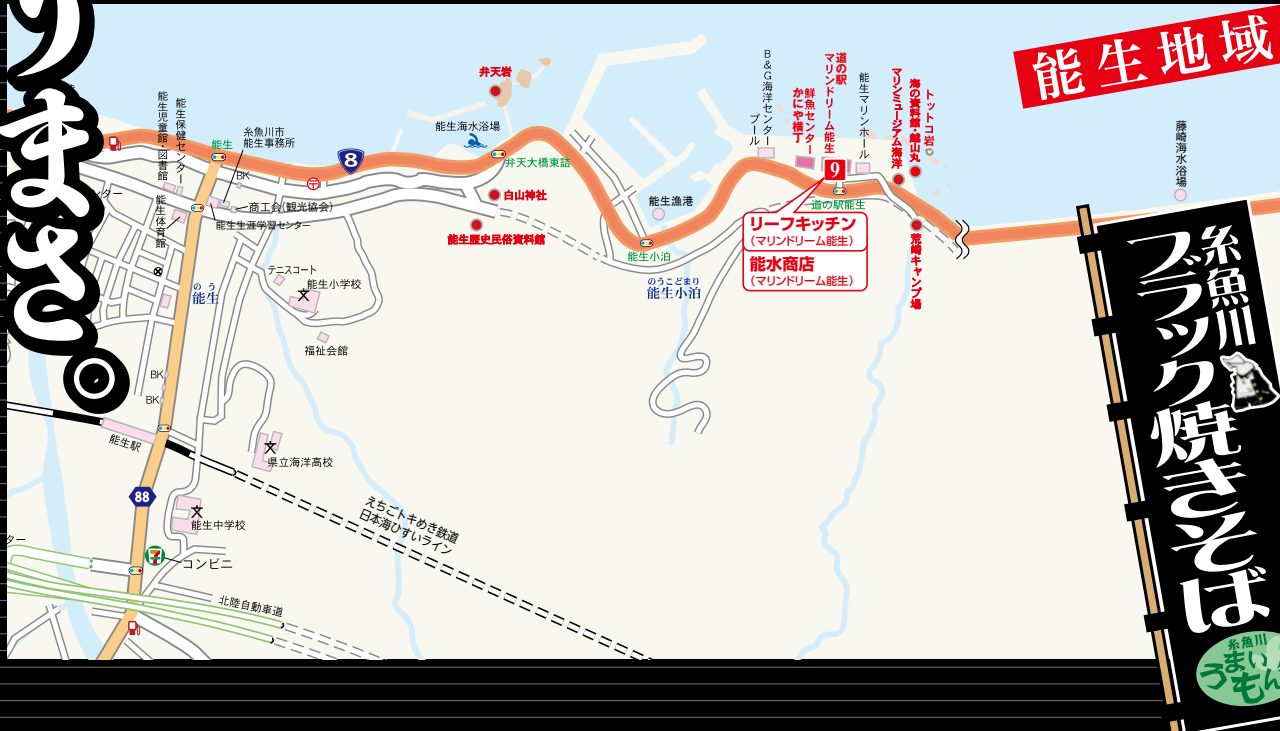 うまさ。
能生地域
糸魚川
ブラック焼きそば
糸魚川
うまいもん
弁天岩
能生海水浴場
弁天大橋東詰
白山神社
能生歴史民俗資料館
能生児童館・図書館
能生保健センター
能生
糸魚川市
能生事務所
BK
商工会(観光協会)
能生生涯学習センター
能生体育館
8
テニスコート
能生小学校
福祉会館
のう
能生
BK
BK
能生駅
県立海洋高校
88
能生中学校
コンビニ
7
北陸自動車道
えちごトキめき鉄道
日本海ひすいライン
ター
ンター
能生小泊
のうこどまり
能生小泊
能生漁港
B&G海洋センター
プール
鮮魚センター
かにや横丁
道の駅
マリンドリーム能生
能生マリンホール
マリンミュージアム海洋
海の資料館・越山丸
トットコ岩
9
道の駅能生
リーフキッチン
(マリンドリーム能生)
能水商店
(マリンドリーム能生)
荒崎キャンプ場
藤崎海水浴場